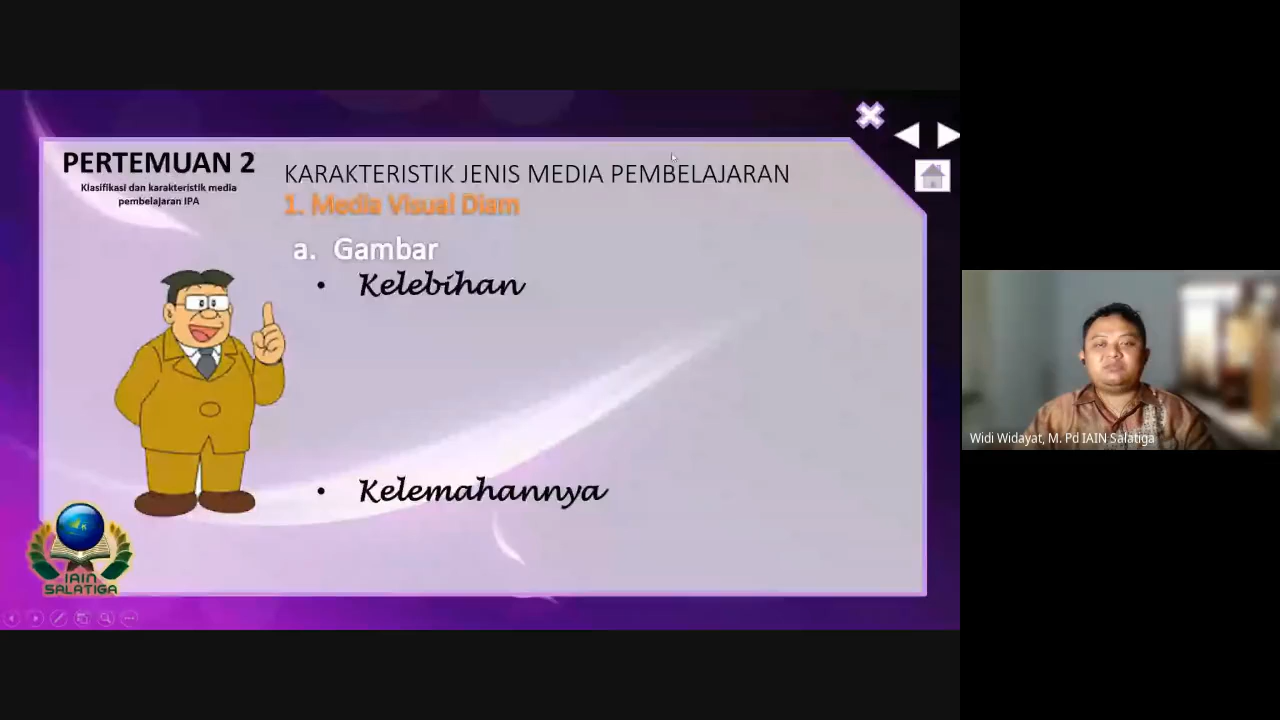 PERTEMUAN 2
Klasifikasi dan karakteristik media
pembelajaran IPA
KARAKTERISTIK JENIS MEDIA PEMBELAJARAN
1. Media Visual Diam
a. Gambar
• Kelebihan
• Kelemahannya
IAIN
SALATIGA
Widi Widayat, M. Pd IAIN Salatiga